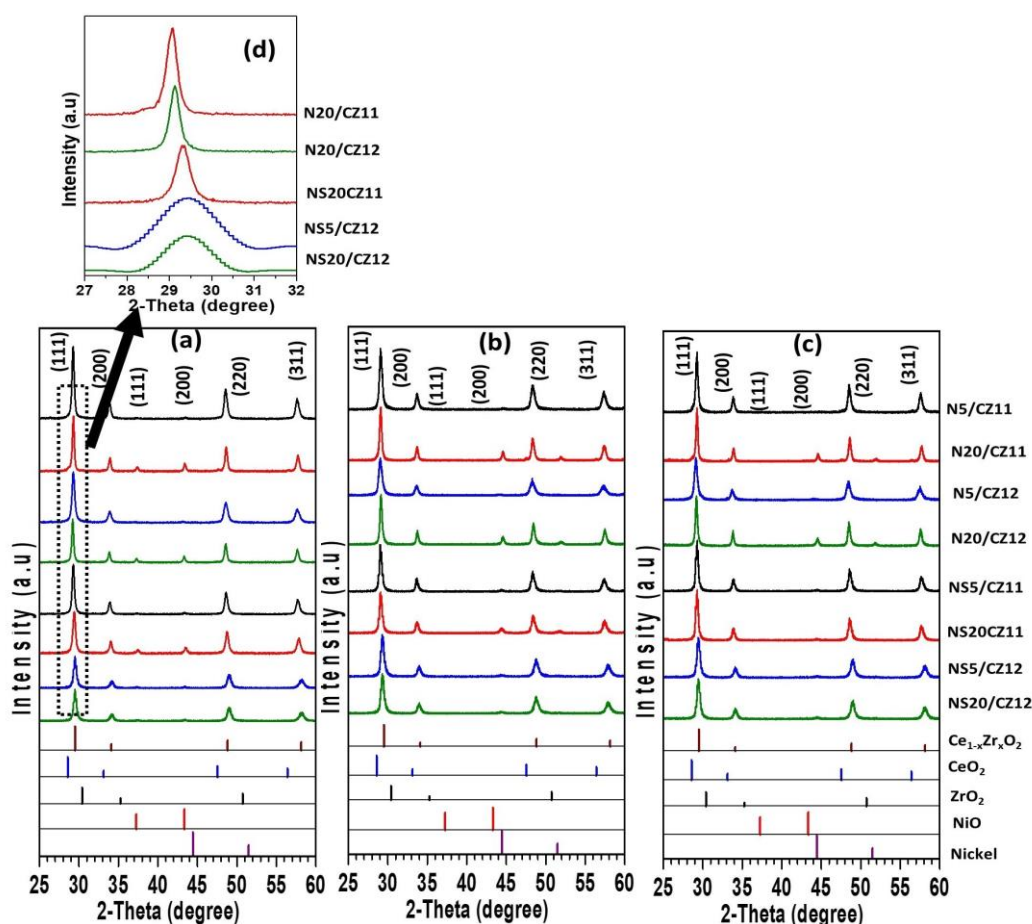 (d)
Intensity (a.u)
N20/CZ11
N20/CZ12
NS20CZ11
NS5/CZ12
NS20/CZ12
27 28 29 30 31 32
2-Theta (degree)
(a)
(111) (200) (111) (200) (220) (311)
Intensity (a.u
25 30 35 40 45 50 55 60
2-Theta (degree)
(b)
(111) (200) (111) (200) (220) (311)
Intensity (a.u
25 30 35 40 45 50 55 60
2-Theta (degree)
(c)
(111) (200) (111) (200) (220) (311)
Intensity (a.u
25 30 35 40 45 50 55 60
2-Theta (degree)
N5/CZ11
N20/CZ11
N5/CZ12
N20/CZ12
NS5/CZ11
NS20CZ11
NS5/CZ12
NS20/CZ12
Ce1-xZrxO2
CeO2
ZrO2
NiO
Nickel